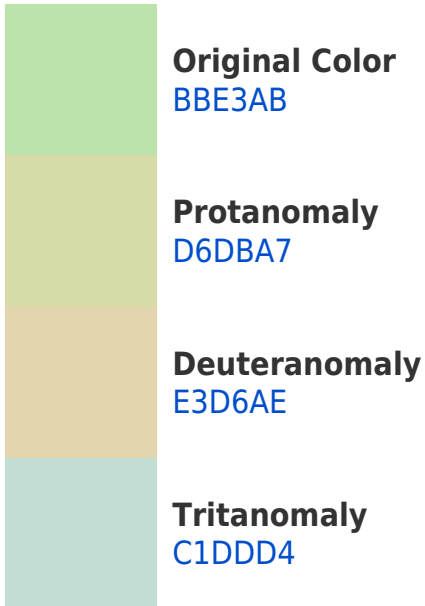 Original Color
BBE3AB
Protanomaly
D6DBA7
Deuteranomaly
E3D6AE
Tritanomaly
C1DDD4